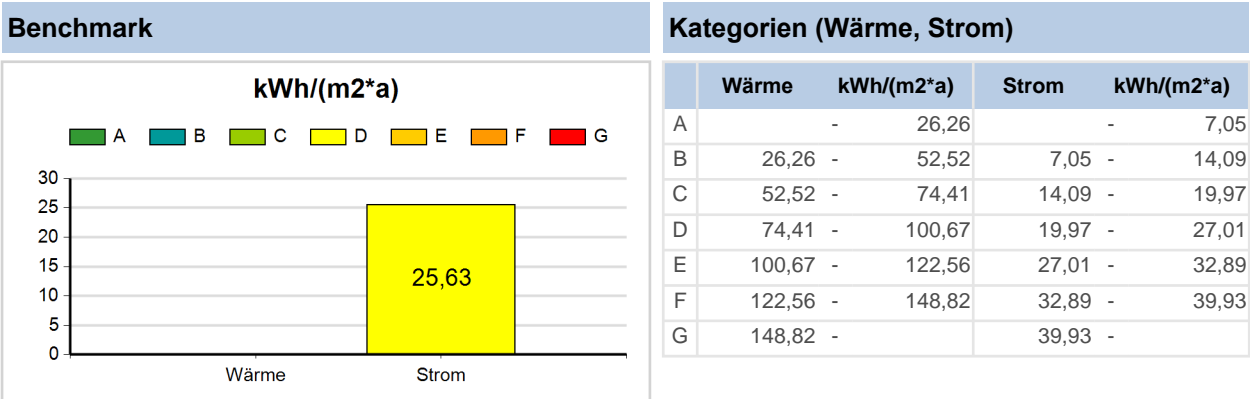 Benchmark
kWh/(m2*a)
A B C D E F G
30
25
20
15
10
5
0
25,63
Wärme Strom
Kategorien (Wärme, Strom)
Wärme kWh/(m2*a) Strom kWh/(m2*a)
A - 26,26 - 7,05
B 26,26 - 52,52 7,05 - 14,09
C 52,52 - 74,41 14,09 - 19,97
D 74,41 - 100,67 19,97 - 27,01
E 100,67 - 122,56 27,01 - 32,89
F 122,56 - 148,82 32,89 - 39,93
G 148,82 - 39,93 -